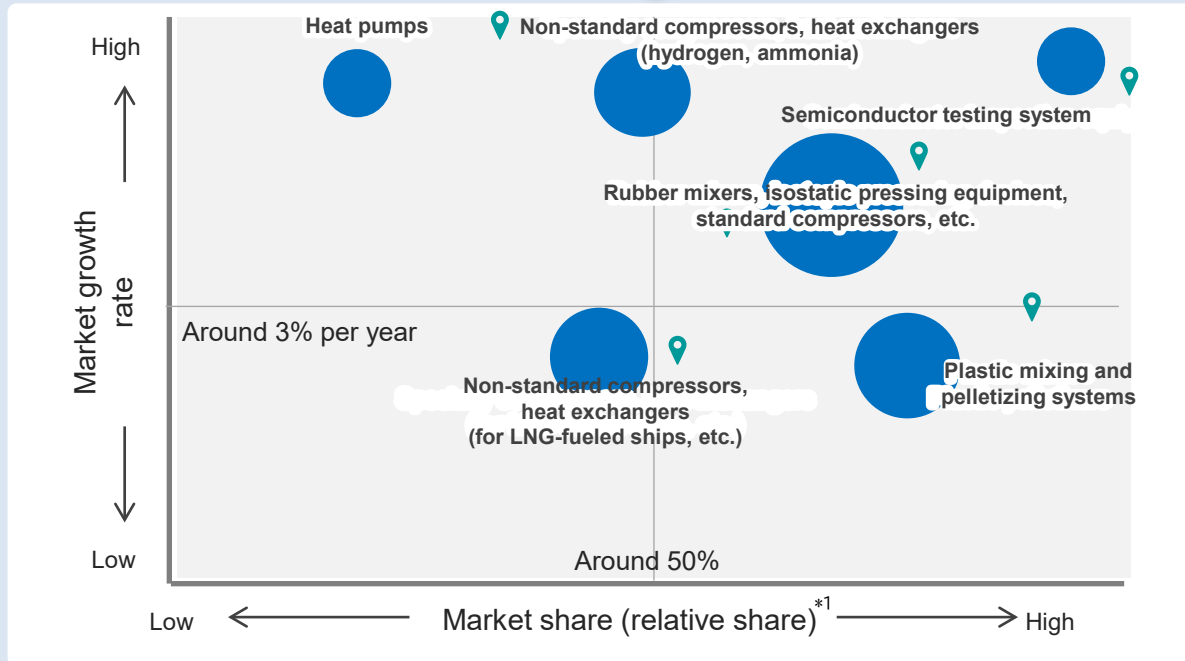 High
Heat pumps
Non-standard compressors, heat exchangers
(hydrogen, ammonia)
Semiconductor testing system
Rubber mixers, isostatic pressing equipment,
standard compressors, etc.
Market growth
rate
Around 3% per year
Non-standard compressors,
heat exchangers
(for LNG-fueled ships, etc.)
Plastic mixing and
pelletizing systems
Low
Around 50%
Low
Market share (relative share)*1
High